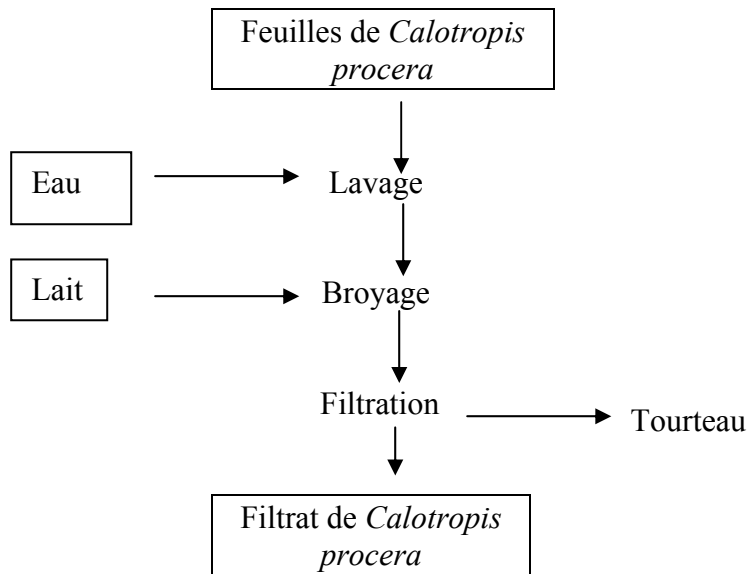 Feuilles de Calotropis
procera
Eau
Lavage
Lait
Broyage
Filtration
Tourteau
Filtrat de Calotropis
procera